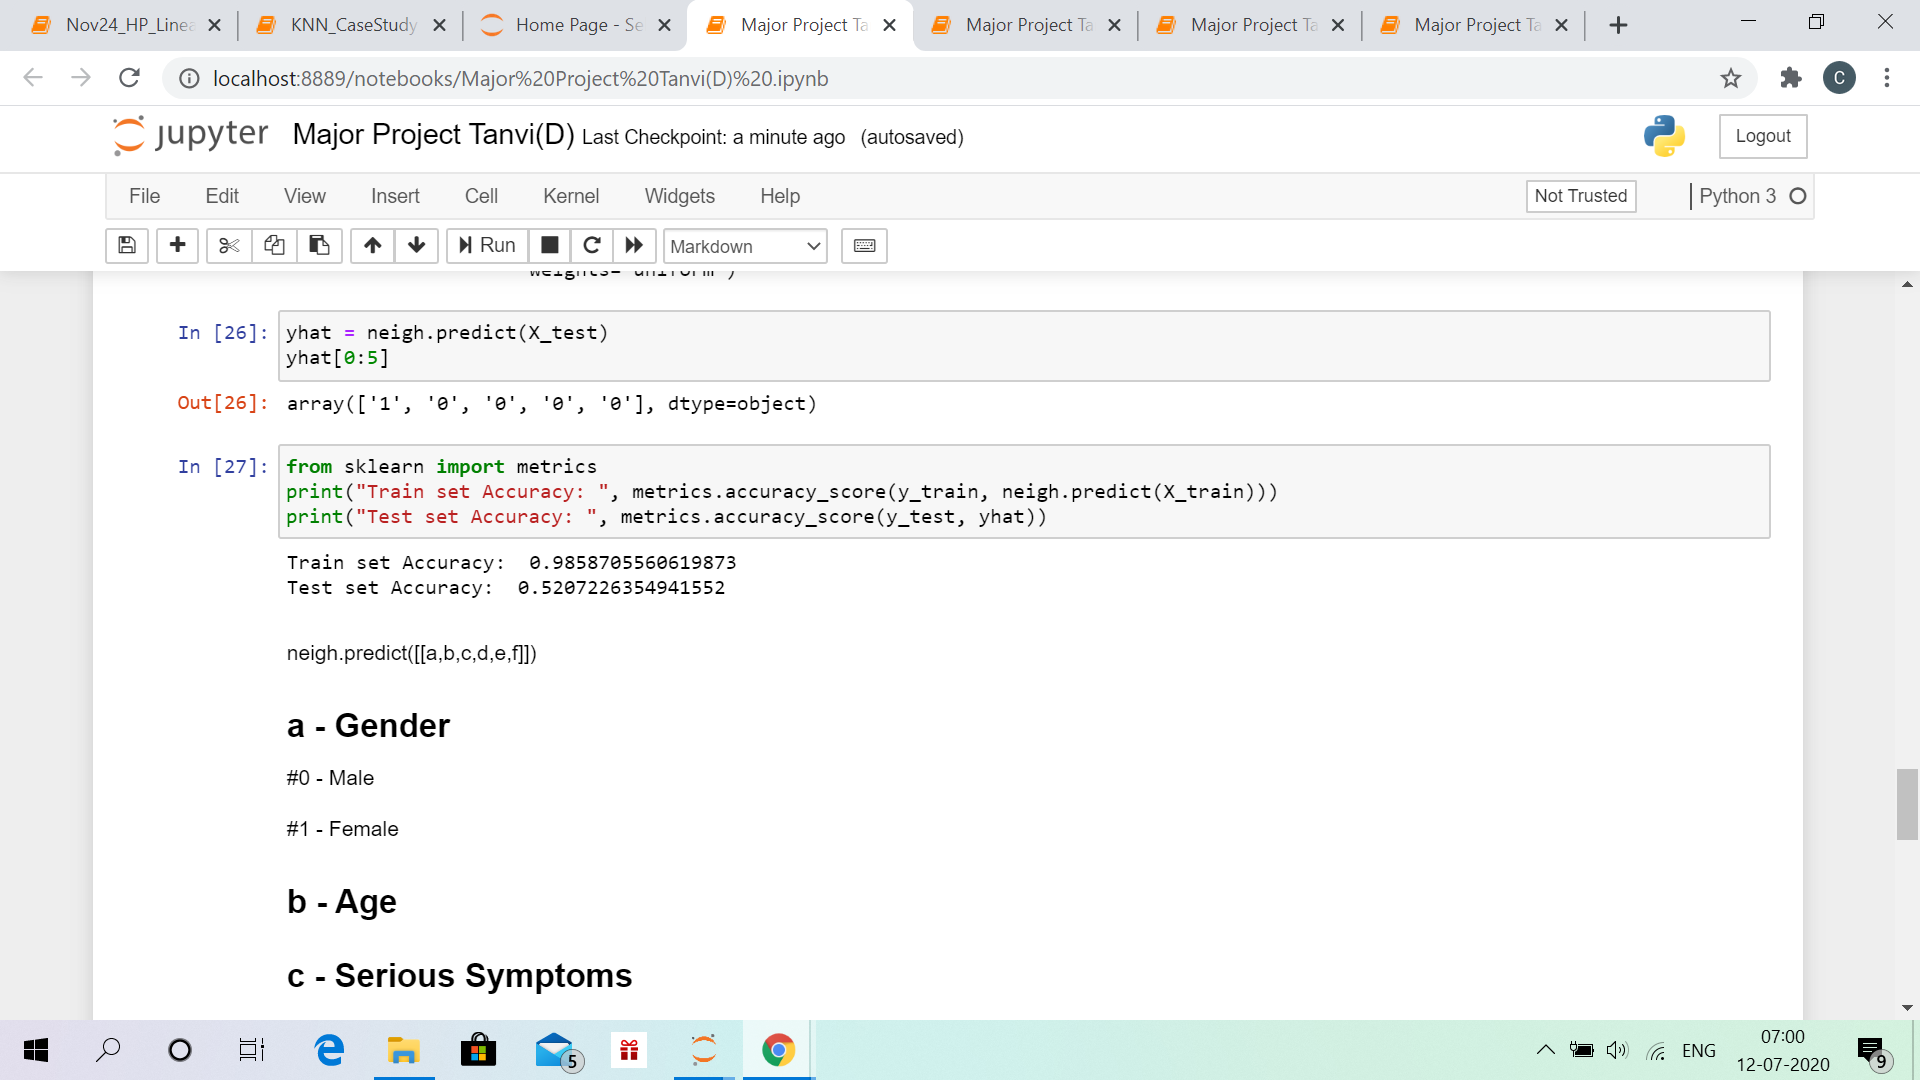 Nov24_HP_Linea
KNN_CaseStudy
Home Page - Se
Major Project Ta
Major Project Ta
Major Project Ta
Major Project Ta
localhost:8889/notebooks/Major%20Project%20Tanvi(D)%20.ipynb
C
jupyter Major Project Tanvi(D) Last Checkpoint: a minute ago (autosaved)
Logout
File Edit View Insert Cell Kernel Widgets Help
Not Trusted
Python 3
Run
Markdown
weights='uniform')
In [26]: yhat = neigh.predict(X_test)
yhat[0:5]
Out[26]: array(['1', '0', '0', '0', '0'], dtype=object)
In [27]: from sklearn import metrics
print("Train set Accuracy: ", metrics.accuracy_score(y_train, neigh.predict(X_train)))
print("Test set Accuracy: ", metrics.accuracy_score(y_test, yhat))
Train set Accuracy:  0.9858705560619873
Test set Accuracy:  0.5207226354941552
neigh.predict([[a,b,c,d,e,f]])
a - Gender
#0 - Male
#1 - Female
b - Age
c - Serious Symptoms
5
ENG
07:00
12-07-2020
9